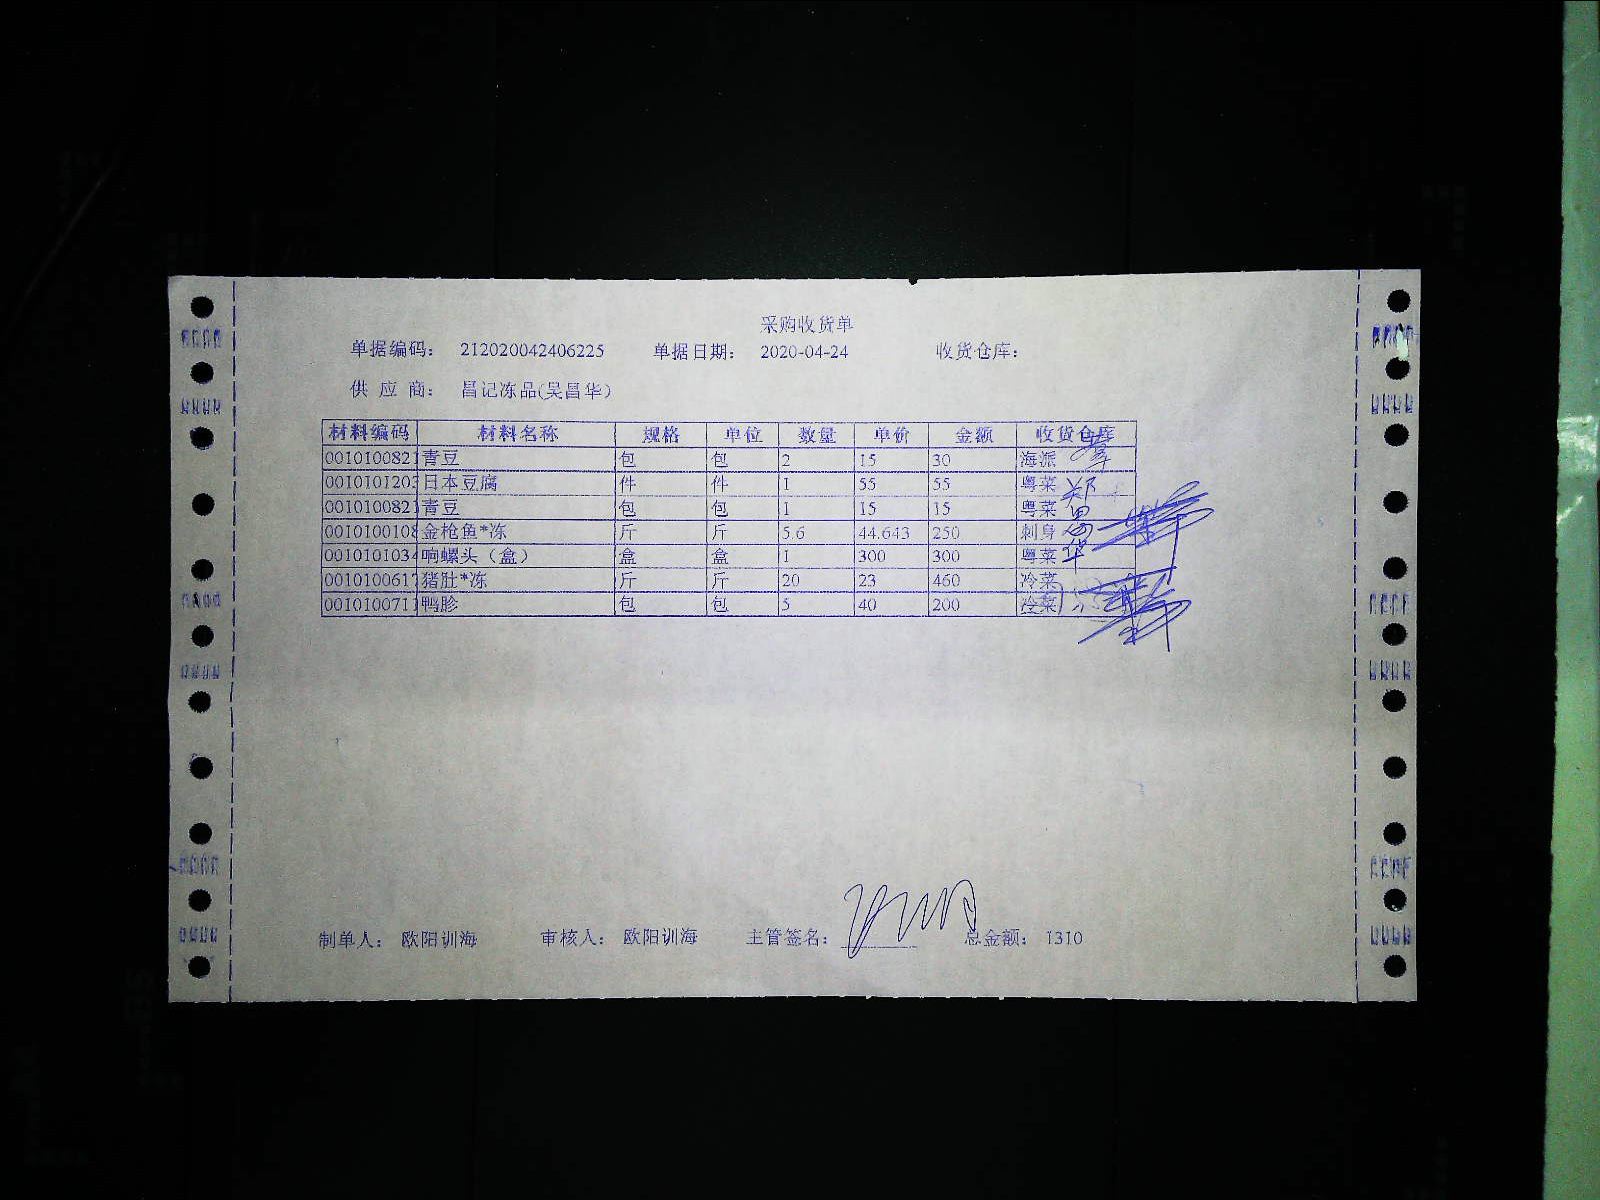 采购收货单
单据编码： 212020042406225 单据日期： 2020-04-24 收货仓库：
供 应 商： 昌记冻品(吴昌华)
材料编码 材料名称 规格 单位 数量 单价 金额 收货仓库
0010100821 青豆 包 包 2 15 30 海派
0010101203 日本豆腐 件 件 1 55 55 粤菜
0010100821 青豆 包 包 1 15 15 粤菜
0010100108 金枪鱼*冻 斤 斤 5.6 44.643 250 刺身
0010101034 响螺头（盒） 盒 盒 1 300 300 粤菜
0010100617 猪肚*冻 斤 斤 20 23 460 冷菜
0010100711 鸭胗 包 包 5 40 200 冷菜
制单人： 欧阳训海 审核人： 欧阳训海 主管签名： 总金额： 1310